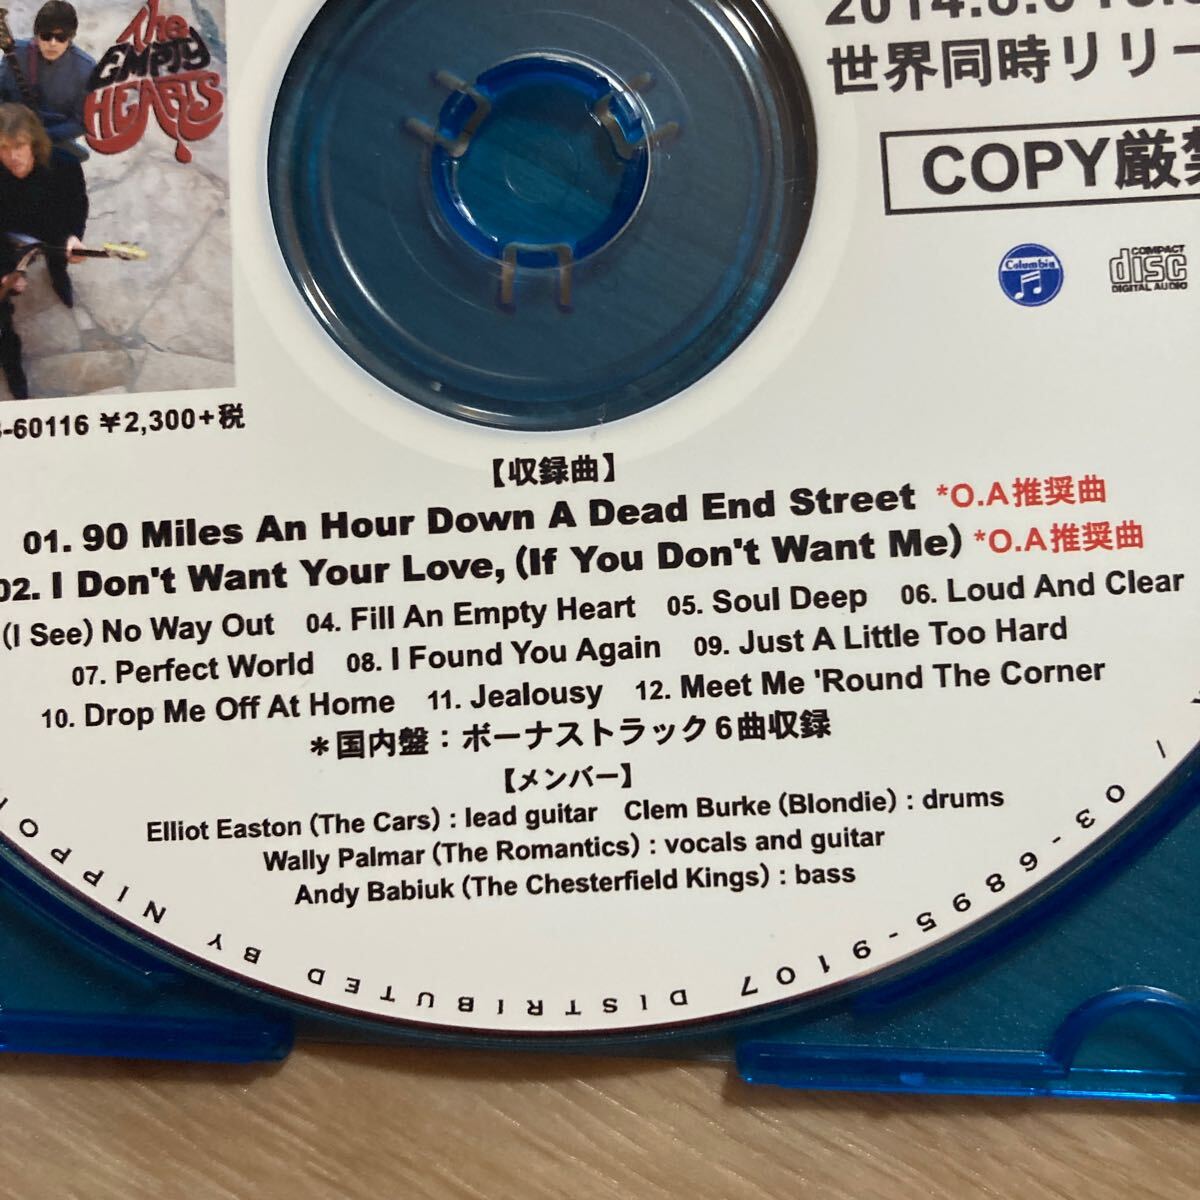 The
EMPTY
HEARTS
世界同時リリー
COPY厳禁
Columbia
COMPACT
disc
DIGITAL AUDIO
-60116 ¥2,300+税
【収録曲】
01. 90 Miles An Hour Down A Dead End Street *O.A推奨曲
02. I Don't Want Your Love, (If You Don't Want Me) *O.A推奨曲
(I See) No Way Out 04. Fill An Empty Heart 05. Soul Deep 06. Loud And Clear
07. Perfect World 08. I Found You Again 09. Just A Little Too Hard
10. Drop Me Off At Home 11. Jealousy 12. Meet Me 'Round The Corner
*国内盤:ボーナストラック6曲収録
【メンバー】
Elliot Easton (The Cars) : lead guitar Clem Burke (Blondie) : drums
Wally Palmar (The Romantics) : vocals and guitar
Andy Babiuk (The Chesterfield Kings) : bass
03-6895-9107 DISTRIBUTED BY NIPPO